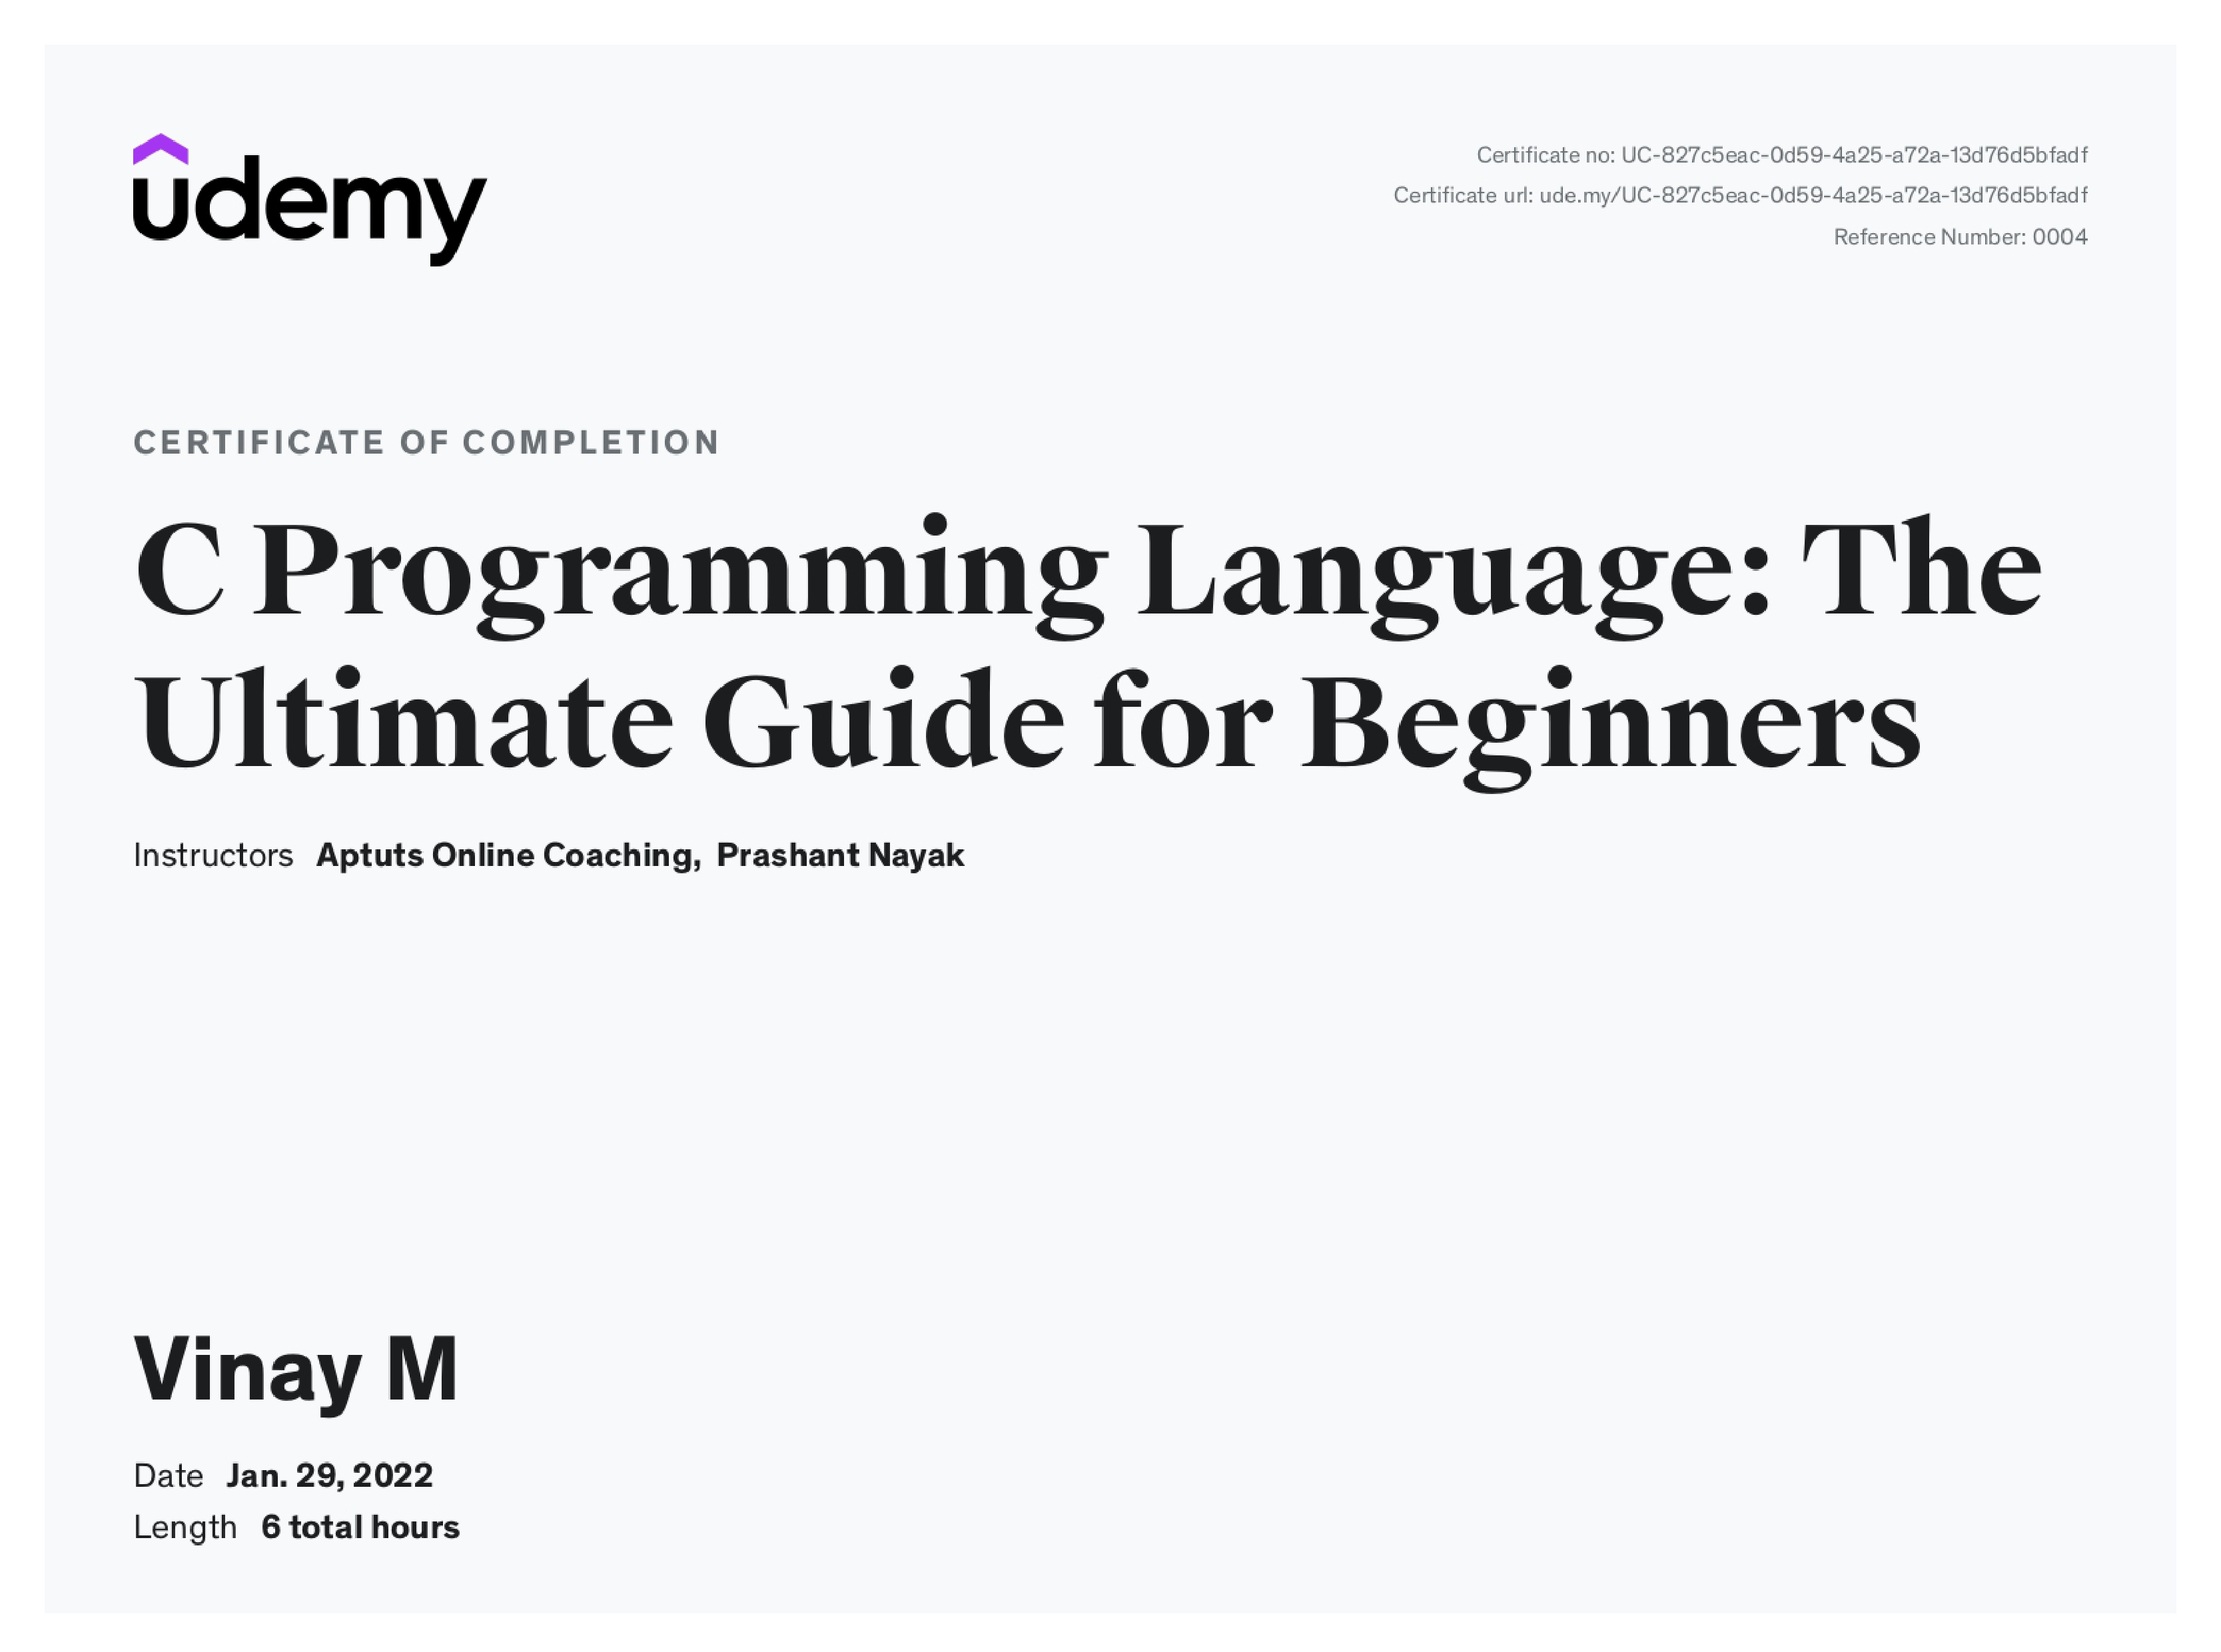 udemy
Certificate no: UC-827c5eac-0d59-4a25-a72a-13d76d5bfadf
Certificate url: ude.my/UC-827c5eac-0d59-4a25-a72a-13d76d5bfadf
Reference Number: 0004
CERTIFICATE OF COMPLETION
C Programming Language: The
Ultimate Guide for Beginners
Instructors Aptuts Online Coaching, Prashant Nayak
Vinay M
Date Jan. 29, 2022
Length 6 total hours